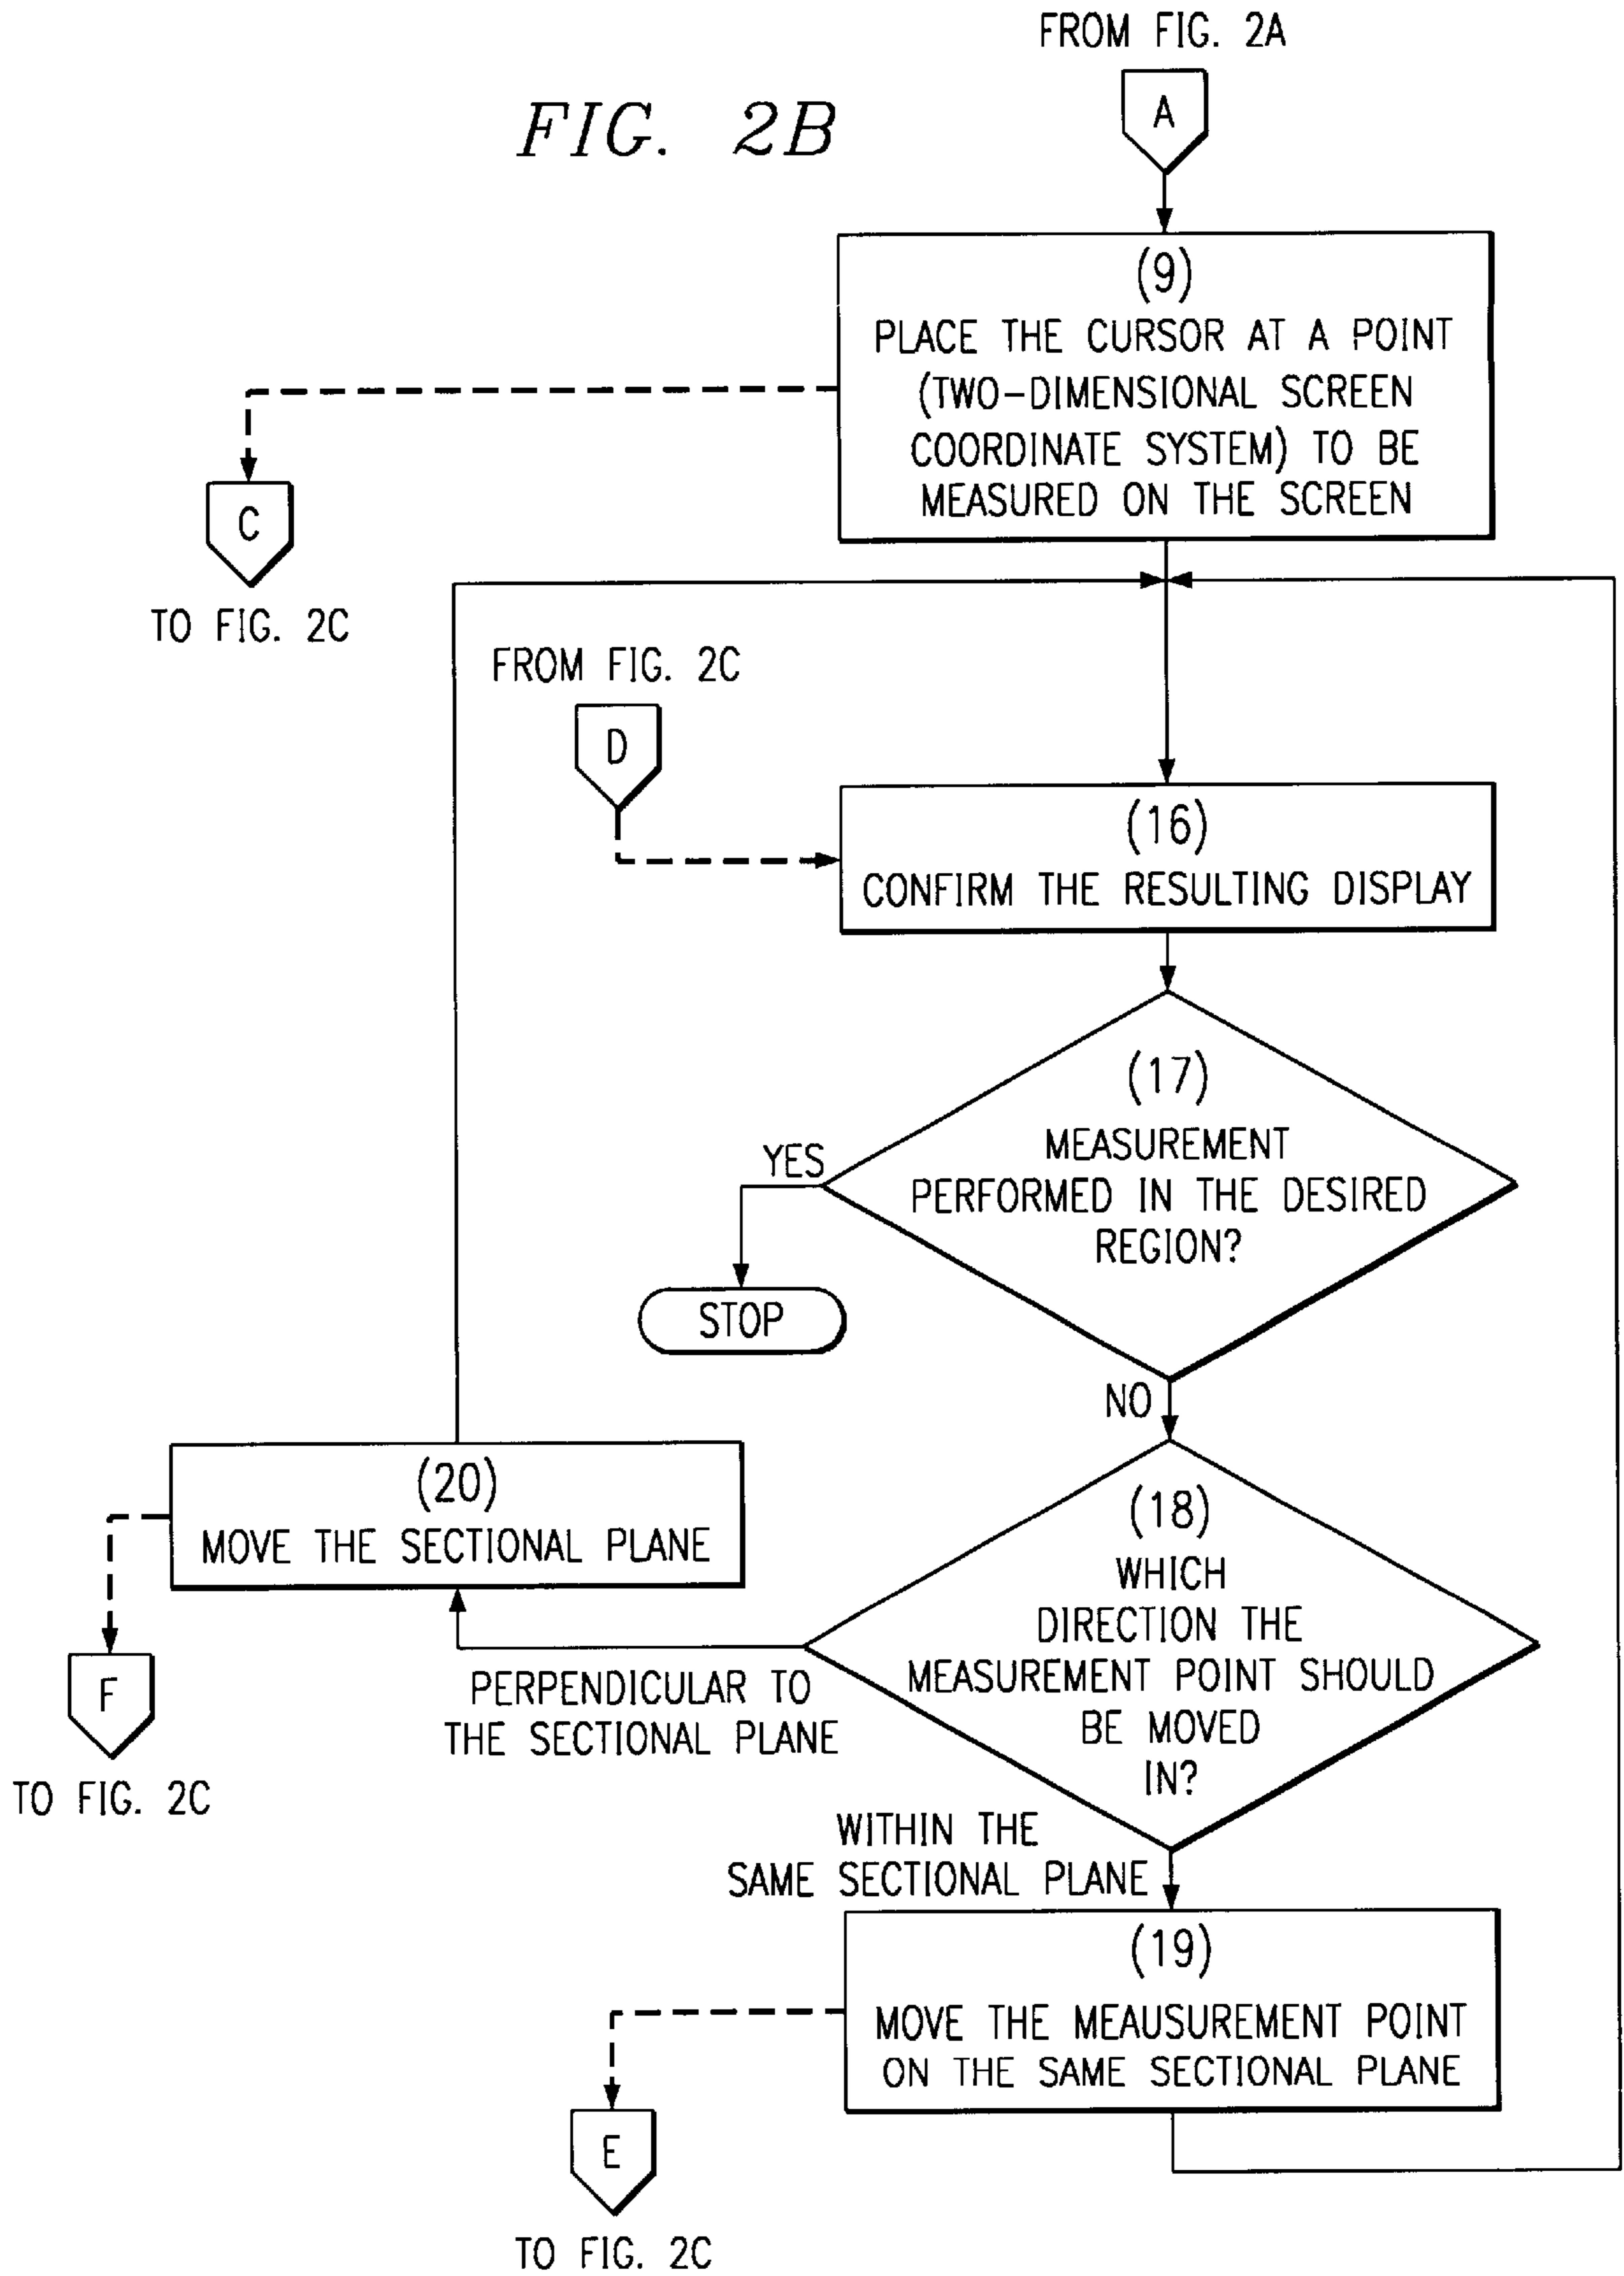 FROM FIG. 2A
FIG. 2B
A
(9)
PLACE THE CURSOR AT A POINT
(TWO-DIMENSIONAL SCREEN
COORDINATE SYSTEM) TO BE
MEASURED ON THE SCREEN
C
TO FIG. 2C
FROM FIG. 2C
D
(16)
CONFIRM THE RESULTING DISPLAY
(17)
MEASUREMENT
PERFORMED IN THE DESIRED
REGION?
YES
STOP
NO
(20)
MOVE THE SECTIONAL PLANE
(18)
WHICH
DIRECTION THE
MEASUREMENT POINT SHOULD
BE MOVED
IN?
PERPENDICULAR TO
THE SECTIONAL PLANE
F
TO FIG. 2C
WITHIN THE
SAME SECTIONAL PLANE
(19)
MOVE THE MEAUSUREMENT POINT
ON THE SAME SECTIONAL PLANE
E
TO FIG. 2C